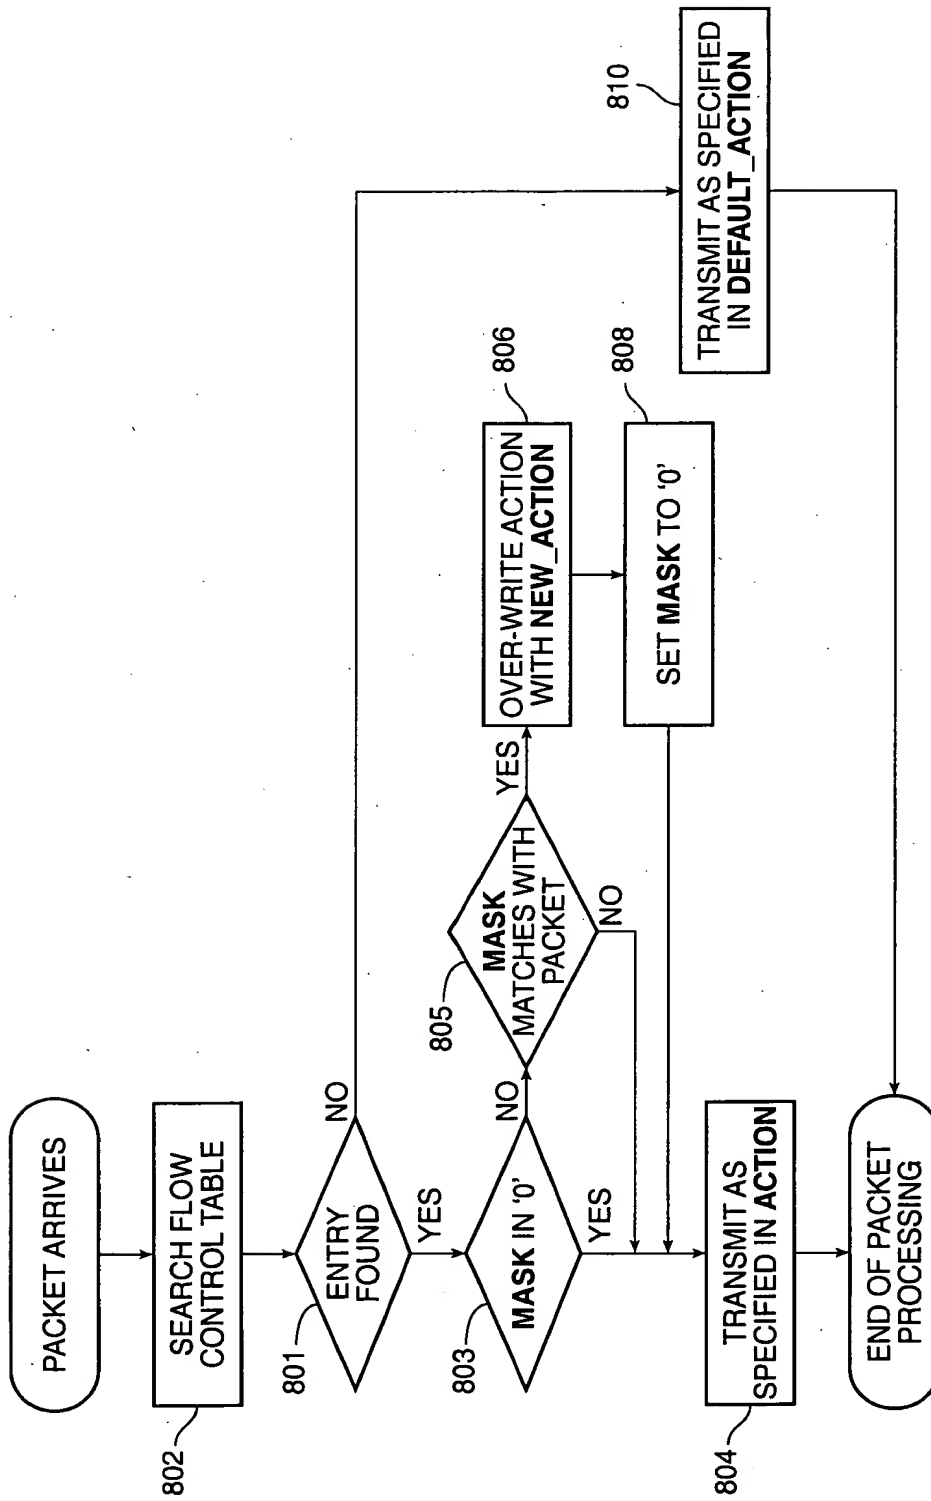 PACKET ARRIVES
SEARCH FLOW
CONTROL TABLE
802
ENTRY
FOUND
801
NO
YES
MASK IN '0'
803
NO
YES
MASK
MATCHES WITH
PACKET
805
YES
NO
OVER-WRITE ACTION
WITH NEW_ACTION
806
SET MASK TO '0'
808
TRANSMIT AS
SPECIFIED IN ACTION
804
TRANSMIT AS SPECIFIED
IN DEFAULT_ACTION
810
END OF PACKET
PROCESSING